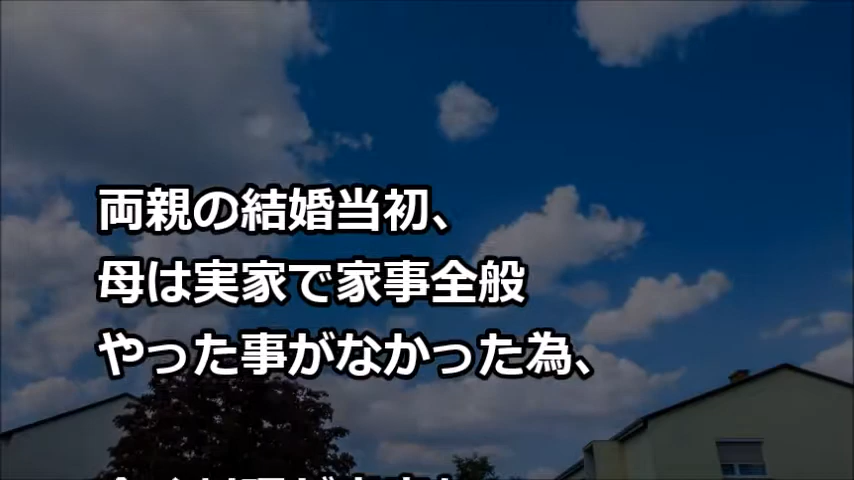 両親の結婚当初、
母は実家で家事全般
やった事がなかった為、